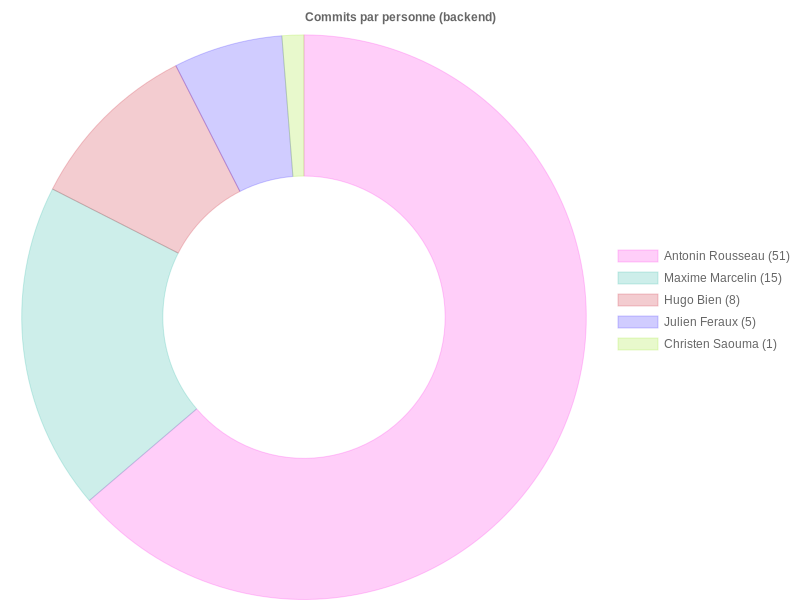 Commits par personne (backend)
Antonin Rousseau (51)
Maxime Marcelin (15)
Hugo Bien (8)
Julien Feraux (5)
Christen Saouma (1)